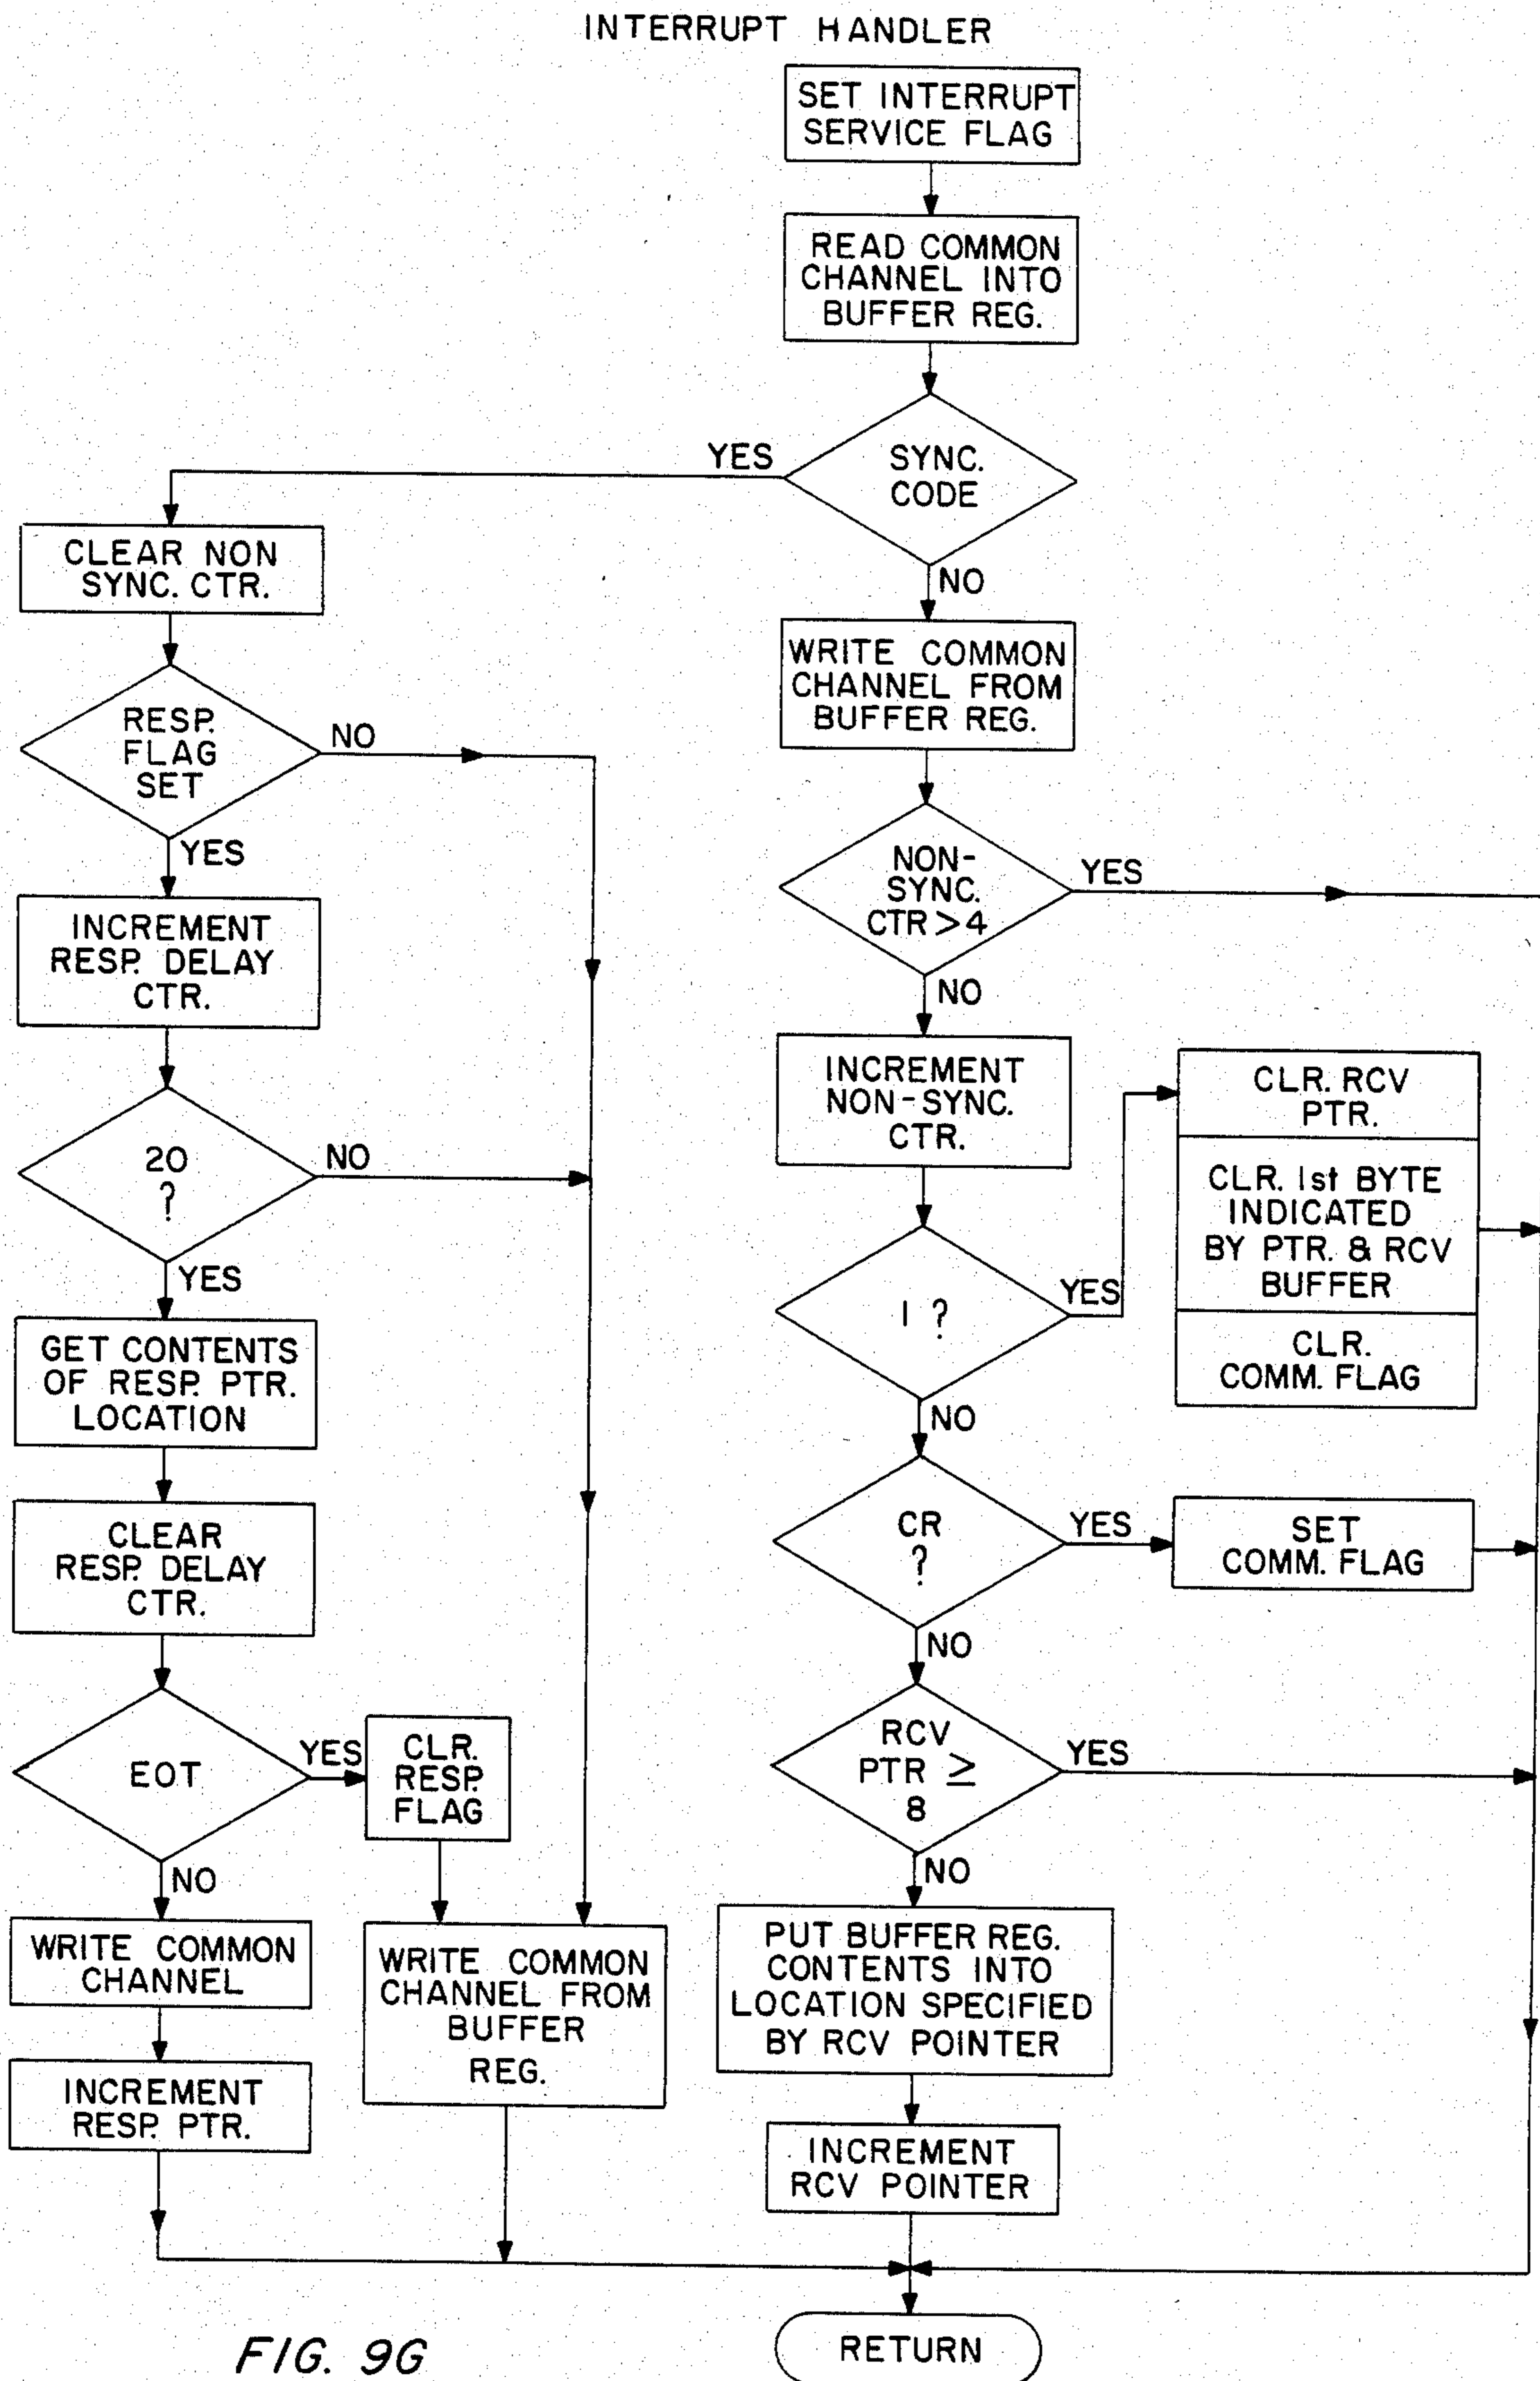 INTERRUPT HANDLER
SET INTERRUPT
SERVICE FLAG
READ COMMON
CHANNEL INTO
BUFFER REG.
SYNC.
CODE
YES
NO
CLEAR NON
SYNC. CTR.
RESP.
FLAG
SET
NO
YES
INCREMENT
RESP. DELAY
CTR.
20
?
NO
YES
GET CONTENTS
OF RESP. PTR.
LOCATION
CLEAR
RESP. DELAY
CTR.
EOT
YES
NO
CLR.
RESP.
FLAG
WRITE COMMON
CHANNEL
INCREMENT
RESP. PTR.
WRITE COMMON
CHANNEL FROM
BUFFER
REG.
WRITE COMMON
CHANNEL FROM
BUFFER REG.
NON-
SYNC.
CTR>4
YES
NO
INCREMENT
NON-SYNC.
CTR.
1 ?
YES
NO
CLR. RCV
PTR.
CLR. 1st BYTE
INDICATED
BY PTR. & RCV
BUFFER
CLR.
COMM. FLAG
CR
?
YES
NO
SET
COMM. FLAG
RCV
PTR ≥
8
YES
NO
PUT BUFFER REG.
CONTENTS INTO
LOCATION SPECIFIED
BY RCV POINTER
INCREMENT
RCV POINTER
RETURN
FIG. 9G